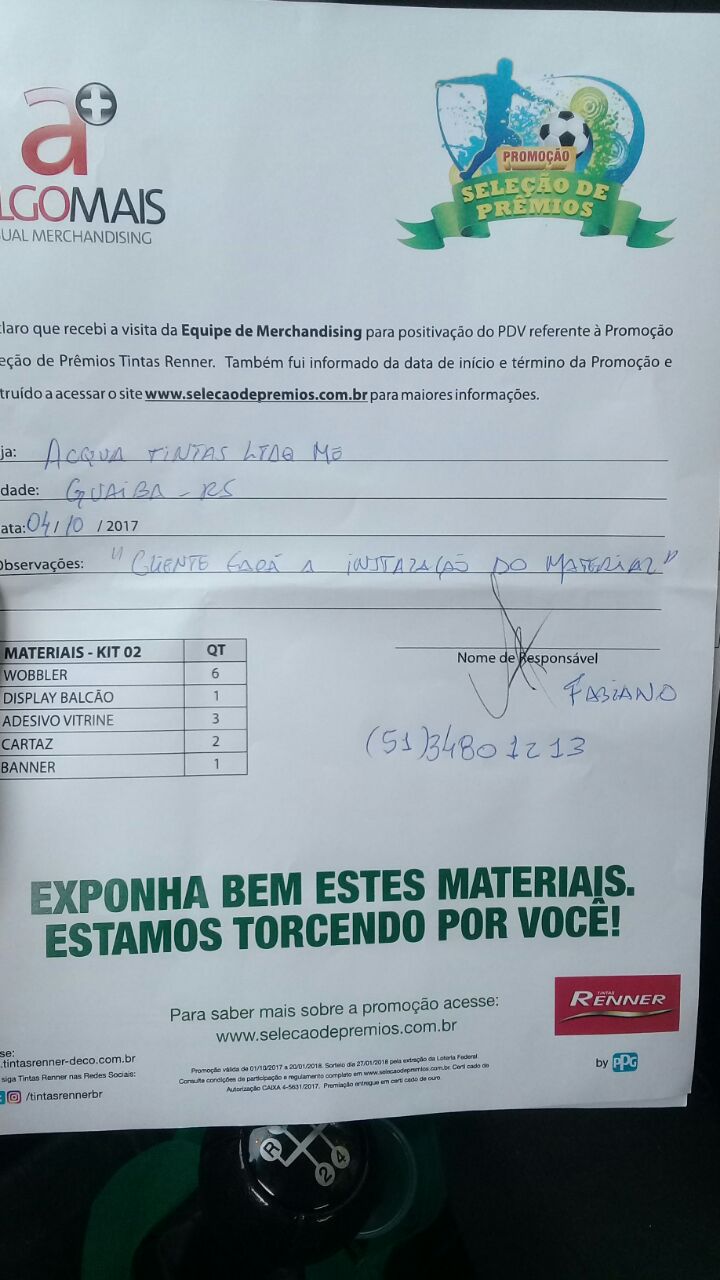 a+
LGOMAIS
UAL MERCHANDISING
PROMOÇÃO
SELEÇÃO DE
PRÊMIOS
claro que recebi a visita da Equipe de Merchandising para positivação do PDV referente à Promoção
eção de Prêmios Tintas Renner. Também fui informado da data de início e término da Promoção e
truído a acessar o site www.selecaodepremios.com.br para maiores informações.
ja: ACQUA TINTAS LTDA ME
dade: GUAIBA - RS
ata: 04/10 / 2017
Observações: "CLIENTE FARÁ A INSTALAÇÃO DO MATERIAL"
MATERIAIS - KIT 02 QT
WOBBLER 6
DISPLAY BALCÃO 1
ADESIVO VITRINE 3
CARTAZ 2
BANNER 1
Nome de Responsável
FABIANO
(51)34801213
EXPONHA BEM ESTES MATERIAIS.
ESTAMOS TORCENDO POR VOCÊ!
Para saber mais sobre a promoção acesse:
www.selecaodepremios.com.br
TINTAS
RENNER
by PPG
se:
.tintasrenner-deco.com.br
siga Tintas Renner nas Redes Sociais:
/tintasrennerbr
Promoção válida de 01/10/2017 a 20/01/2018. Sorteio dia 27/01/2018 pela extração da Loteria Federal.
Consulte condições de participação e regulamento completo em www.selecaodepremios.com.br. Certificado de
Autorização CAIXA 4-5631/2017. Premiação entregue em certificado de ouro.
R
2 4